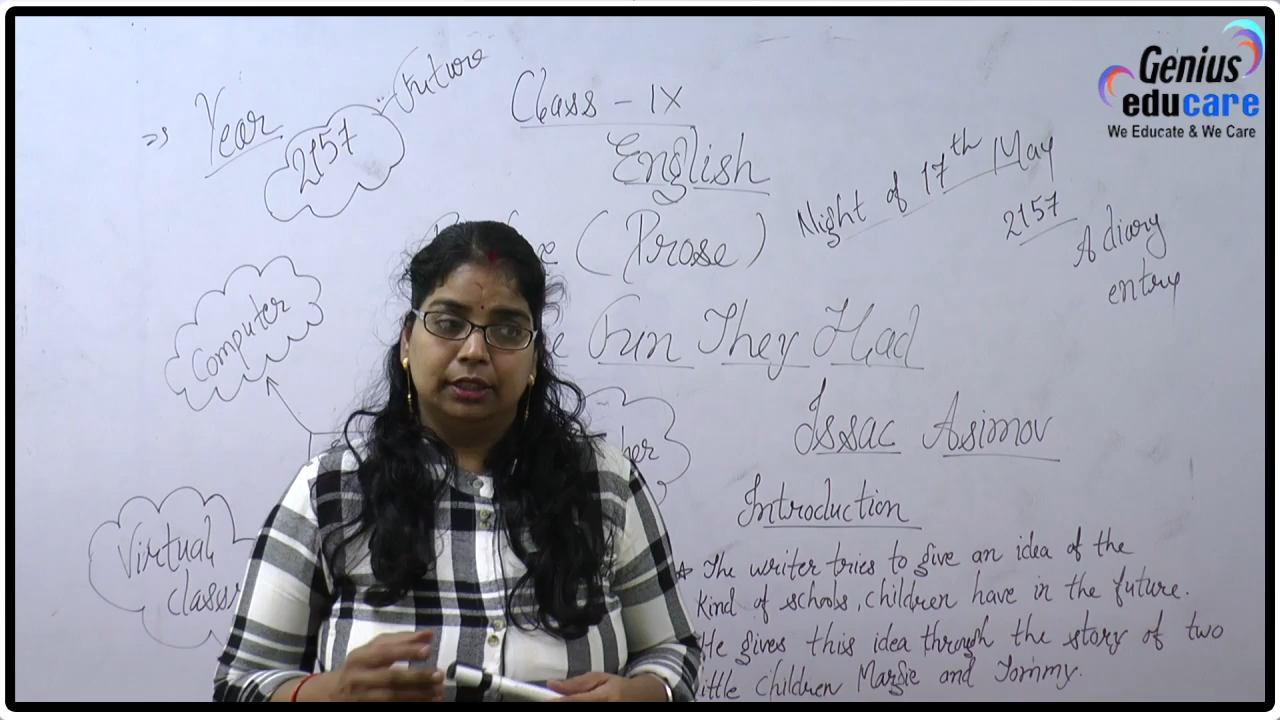 Genius
educare
We Educate & We Care
=>
Year
2157
Future
Class - IX
English
(Prose)
Night of 17th May
2157
A diary
entry
Fun They Had
Issac Asimov
Computer
Virtual
class
Introduction
* The writer tries to give an idea of the
kind of schools, children have in the future.
He gives this idea through the story of two
little children Margie and Tommy.